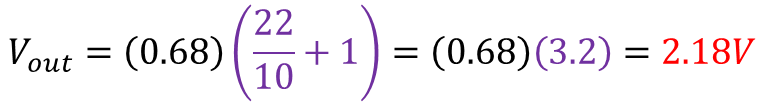 V_out = (0.68)(22/10 + 1) = (0.68)(3.2) = 2.18V